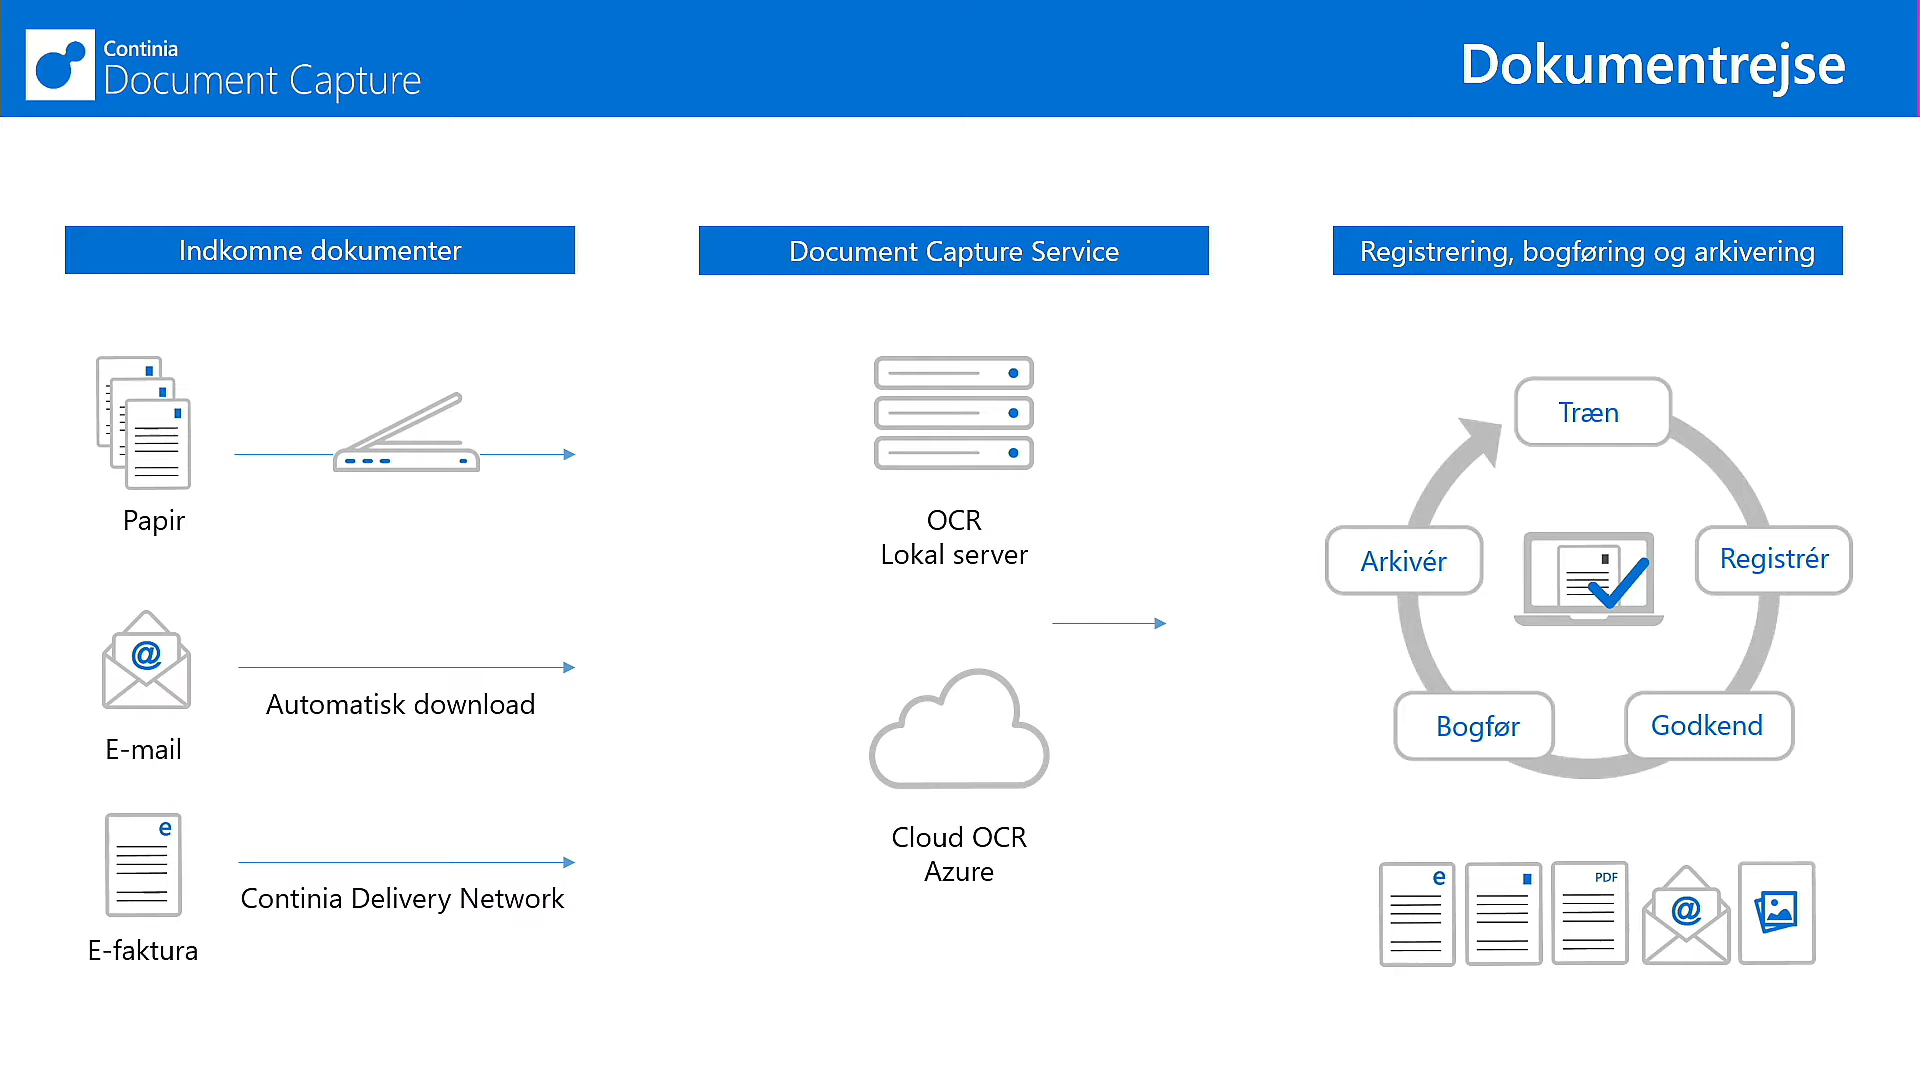 Continia
Document Capture
Dokumentrejse
Indkomne dokumenter
Papir
@
E-mail
Automatisk download
e
E-faktura
Continia Delivery Network
Document Capture Service
OCR
Lokal server
Cloud OCR
Azure
Registrering, bogføring og arkivering
Træn
Registrér
Godkend
Bogfør
Arkivér
e
PDF
@